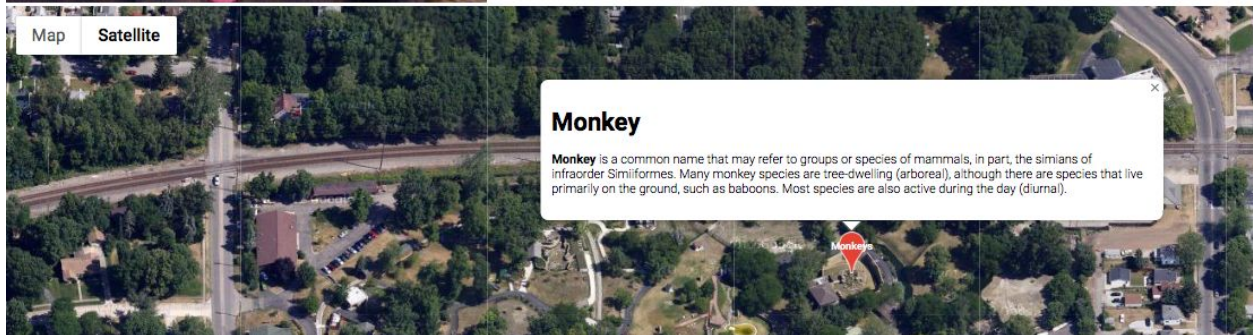 Map Satellite
Monkey
Monkey is a common name that may refer to groups or species of mammals, in part, the simians of
infraorder Simiiformes. Many monkey species are tree-dwelling (arboreal), although there are species that live
primarily on the ground, such as baboons. Most species are also active during the day (diurnal).
Monkeys